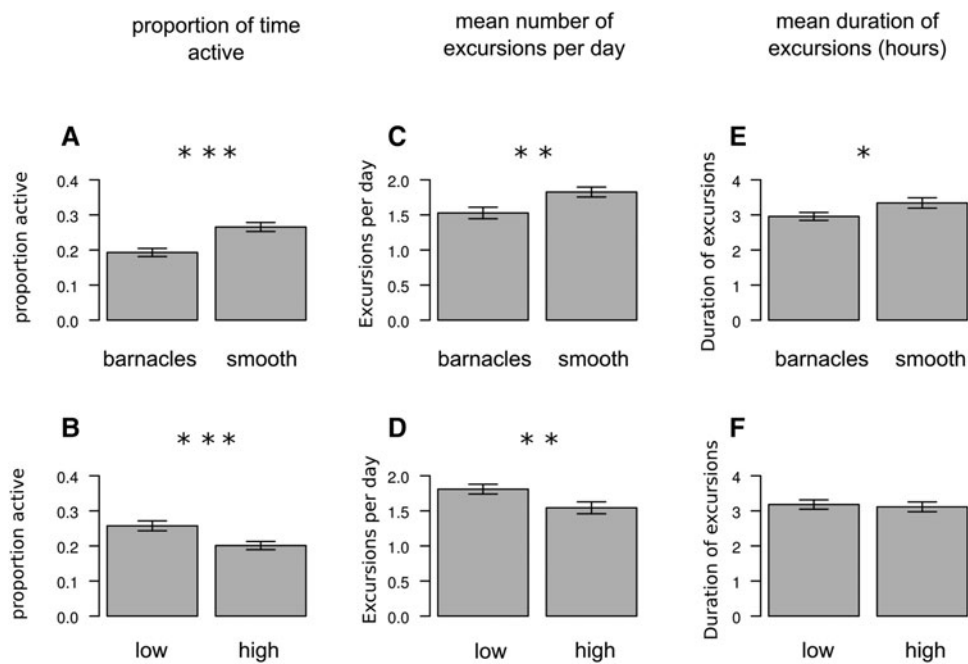 proportion of time
active
mean number of
excursions per day
mean duration of
excursions (hours)
A
***
proportion active
0.4
0.3
0.2
0.1
0.0
barnacles smooth
C
**
Excursions per day
2.0
1.5
1.0
0.5
0.0
barnacles smooth
E
*
Duration of excursions
4
3
2
1
0
barnacles smooth
B
***
proportion active
0.4
0.3
0.2
0.1
0.0
low high
D
**
Excursions per day
2.0
1.5
1.0
0.5
0.0
low high
F
Duration of excursions
4
3
2
1
0
low high